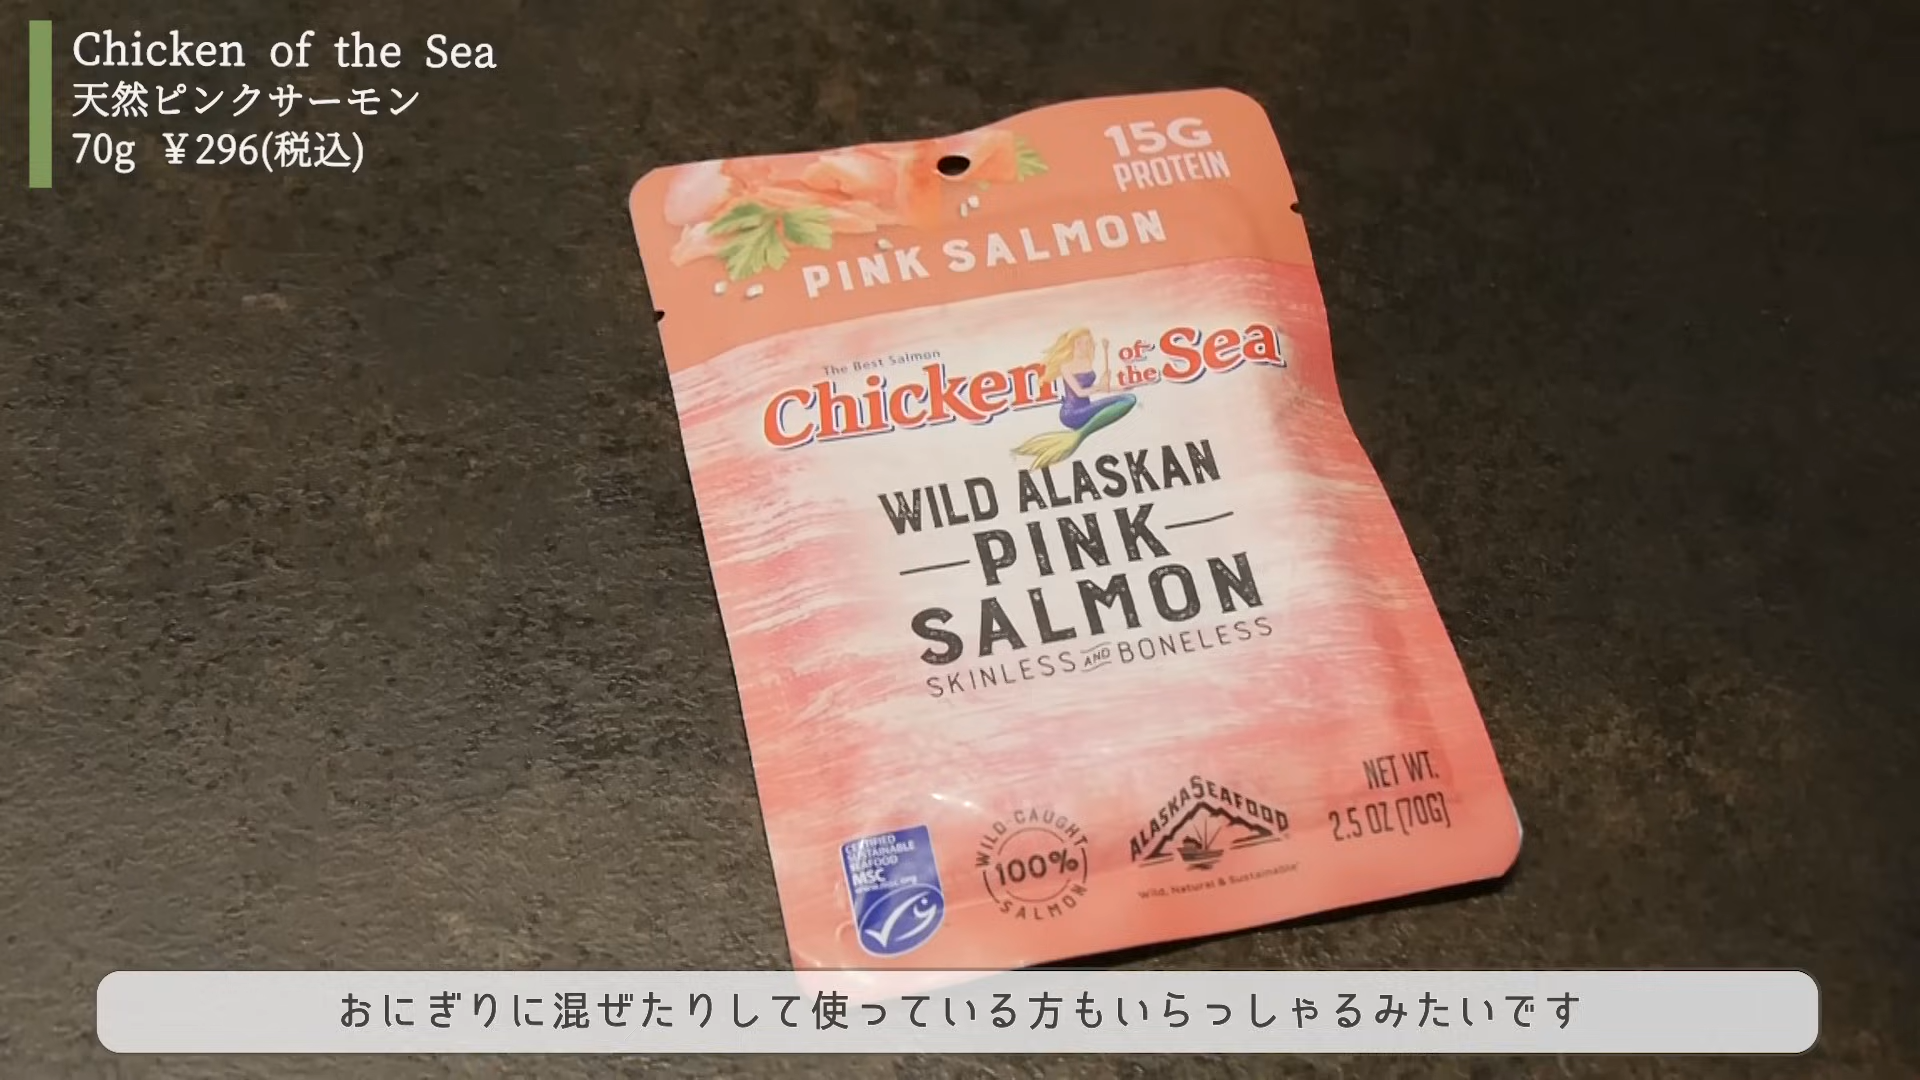 Chicken of the Sea
天然ピンクサーモン
70g ￥296(税込)
15G
PROTEIN
PINK SALMON
The Best Salmon
Chicken of the Sea
WILD ALASKAN
PINK
SALMON
SKINLESS AND BONELESS
NET WT.
2.5 OZ (70G)
CERTIFIED
SUSTAINABLE
SEAFOOD
MSC
www.msc.org
WILD-CAUGHT
100%
SALMON
ALASKA SEAFOOD
Wild, Natural & Sustainable
おにぎりに混ぜたりして使っている方もいらっしゃるみたいです